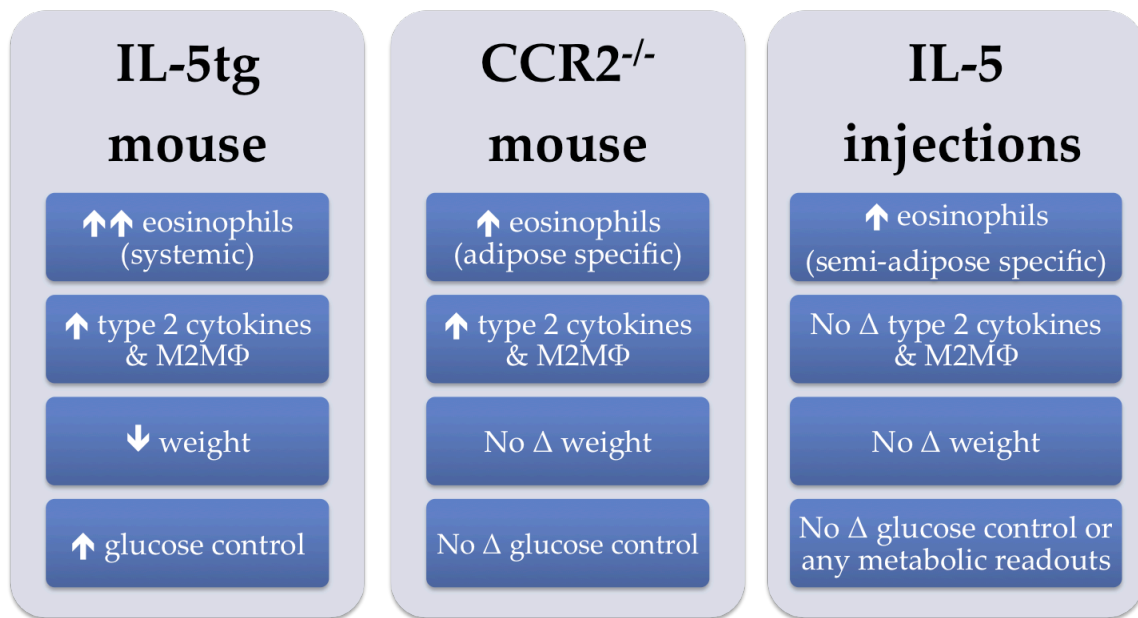 IL-5tg
mouse
⬆⬆ eosinophils
(systemic)
⬆ type 2 cytokines
& M2MΦ
⬇ weight
⬆ glucose control
CCR2⁻/⁻
mouse
⬆ eosinophils
(adipose specific)
⬆ type 2 cytokines
& M2MΦ
No Δ weight
No Δ glucose control
IL-5
injections
⬆ eosinophils
(semi-adipose specific)
No Δ type 2 cytokines
& M2MΦ
No Δ weight
No Δ glucose control or
any metabolic readouts